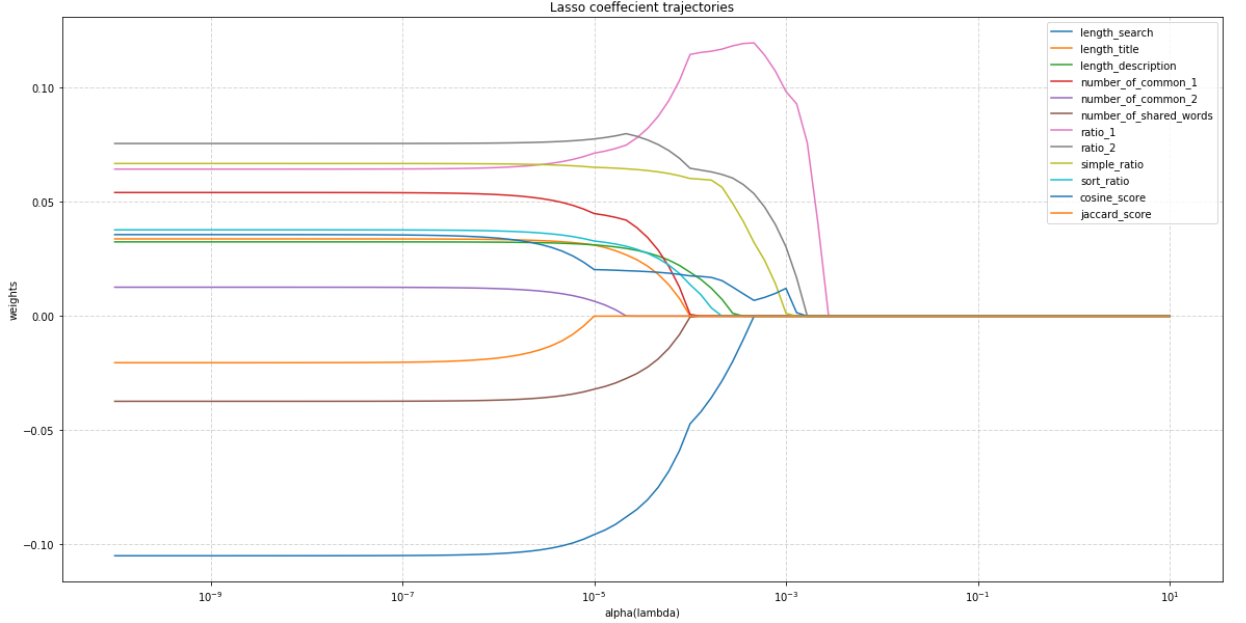 Lasso coeffecient trajectories
length_search
length_title
length_description
number_of_common_1
number_of_common_2
number_of_shared_words
ratio_1
ratio_2
simple_ratio
sort_ratio
cosine_score
jaccard_score
weights
0.10
0.05
0.00
−0.05
−0.10
10⁻⁹
10⁻⁷
10⁻⁵
10⁻³
10⁻¹
10¹
alpha(lambda)